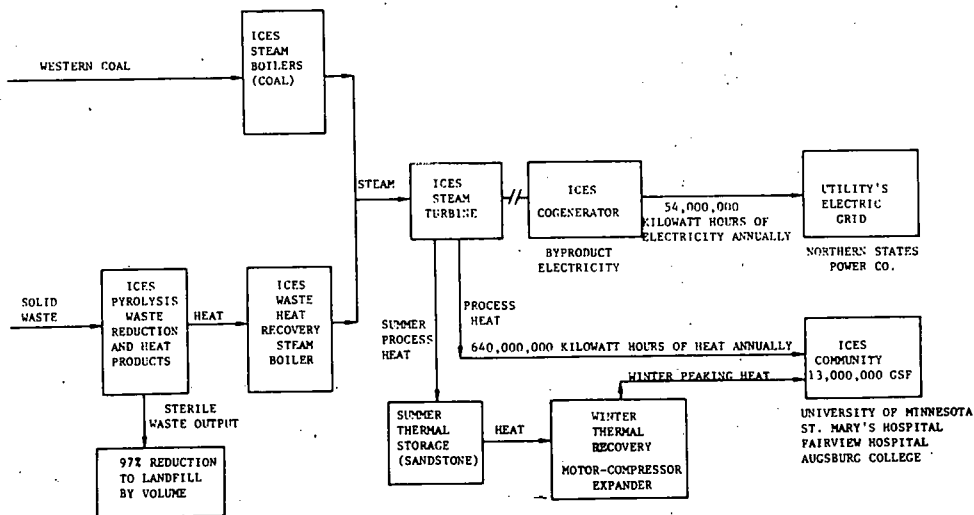 ICES
STEAM
BOILERS
(COAL)
WESTERN COAL
STEAM
ICES
STEAM
TURBINE
ICES
COGENERATOR
BYPRODUCT
ELECTRICITY
54,000,000
KILOWATT HOURS OF
ELECTRICITY ANNUALLY
UTILITY'S
ELECTRIC
GRID
NORTHERN STATES
POWER CO.
SOLID
WASTE
ICES
PYROLYSIS
WASTE
REDUCTION
AND HEAT
PRODUCTS
HEAT
ICES
WASTE
HEAT
RECOVERY
STEAM
BOILER
SUMMER
PROCESS
HEAT
PROCESS
HEAT
640,000,000 KILOWATT HOURS OF HEAT ANNUALLY
ICES
COMMUNITY
13,000,000 GSF
WINTER PEAKING HEAT
UNIVERSITY OF MINNESOTA
ST. MARY'S HOSPITAL
FAIRVIEW HOSPITAL
AUGSBURG COLLEGE
STERILE
WASTE OUTPUT
97% REDUCTION
TO LANDFILL
BY VOLUME
SUMMER
THERMAL
STORAGE
(SANDSTONE)
HEAT
WINTER
THERMAL
RECOVERY
MOTOR-COMPRESSOR
EXPANDER